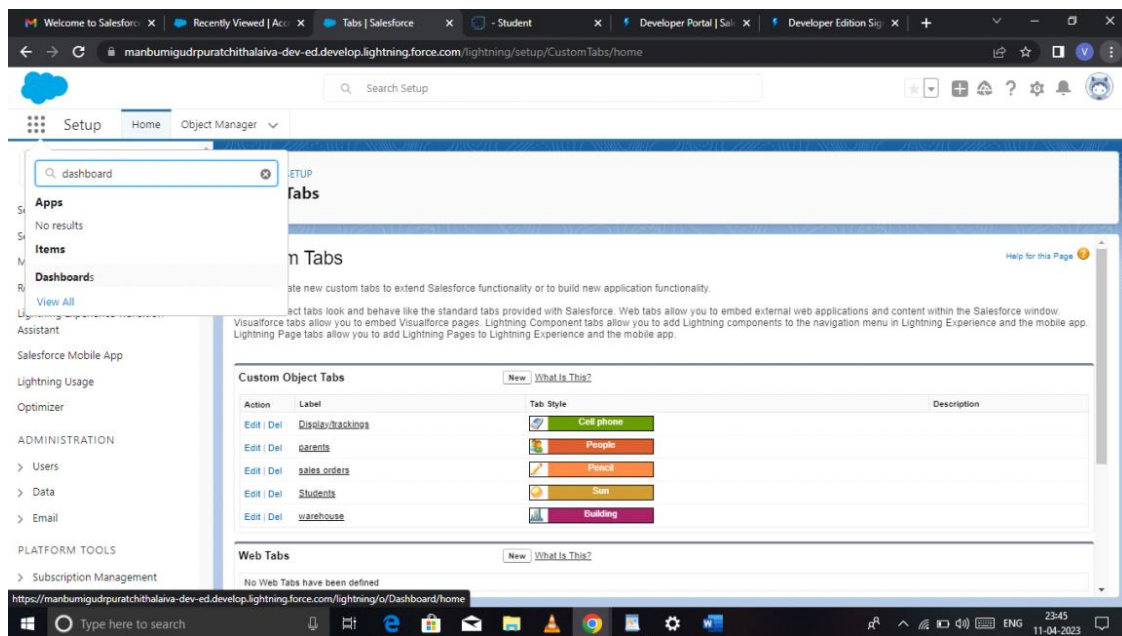 Welcome to Salesforc
Recently Viewed | Acc
Tabs | Salesforce
- Student
Developer Portal | Sal
Developer Edition Sig
manbumigudrpuratchithalaiva-dev-ed.develop.lightning.force.com/lightning/setup/CustomTabs/home
V
Search Setup
Setup
Home
Object Manager
dashboard
Apps
No results
Items
Dashboards
View All
ETUP
Tabs
m Tabs
Help for this Page
ate new custom tabs to extend Salesforce functionality or to build new application functionality.
ect tabs look and behave like the standard tabs provided with Salesforce. Web tabs allow you to embed external web applications and content within the Salesforce window.
Visualforce tabs allow you to embed Visualforce pages. Lightning Component tabs allow you to add Lightning components to the navigation menu in Lightning Experience and the mobile app.
Lightning Page tabs allow you to add Lightning Pages to Lightning Experience and the mobile app.
Assistant
Salesforce Mobile App
Lightning Usage
Optimizer
ADMINISTRATION
Users
Data
Email
PLATFORM TOOLS
Subscription Management
Custom Object Tabs
New What Is This?
Action Label Tab Style Description
Edit | Del Display/trackings Cell phone
Edit | Del parents People
Edit | Del sales orders Pencil
Edit | Del Students Sun
Edit | Del warehouse Building
Web Tabs
New What Is This?
No Web Tabs have been defined
https://manbumigudrpuratchithalaiva-dev-ed.develop.lightning.force.com/lightning/o/Dashboard/home
Type here to search
ENG
23:45
11-04-2023